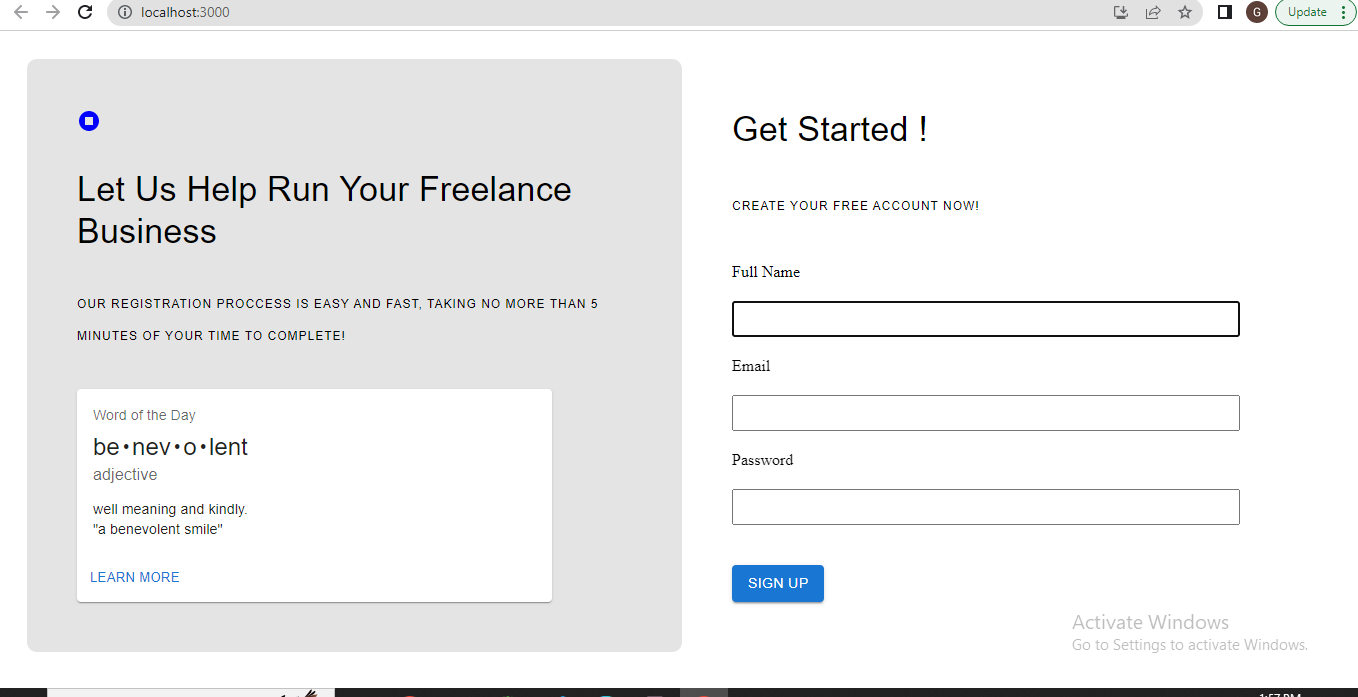 localhost:3000
G
Update
Let Us Help Run Your Freelance
Business
OUR REGISTRATION PROCCESS IS EASY AND FAST, TAKING NO MORE THAN 5
MINUTES OF YOUR TIME TO COMPLETE!
Word of the Day
be•nev•o•lent
adjective
well meaning and kindly.
"a benevolent smile"
LEARN MORE
Get Started !
CREATE YOUR FREE ACCOUNT NOW!
Full Name
Email
Password
SIGN UP
Activate Windows
Go to Settings to activate Windows.